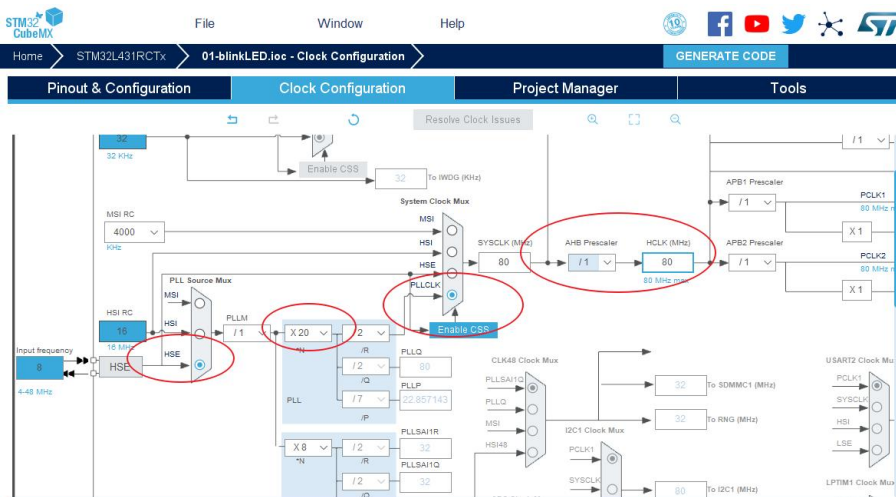 STM32
CubeMX
File Window Help
Home STM32L431RCTx 01-blinkLED.ioc - Clock Configuration GENERATE CODE
Pinout & Configuration Clock Configuration Project Manager Tools
Resolve Clock Issues
32
32 KHz
Enable CSS
32 To IWDG (KHz)
/ 1
System Clock Mux
APB1 Prescaler
/ 1
PCLK1
80 MHz m
X 1
MSI RC
4000
KHz
MSI
HSI
HSE
PLLCLK
SYSCLK (MHz)
80
AHB Prescaler
/ 1
HCLK (MHz)
80
80 MHz max
APB2 Prescaler
/ 1
PCLK2
80 MHz m
X 1
Enable CSS
PLL Source Mux
MSI
HSI
HSE
HSI RC
16
16 MHz
PLLM
/ 1
X 20
*N
/ 2
/R
Input frequency
8
4-48 MHz
HSE
/ 2
/Q
PLLQ
80
PLL
/ 7
/P
PLLP
22.857143
X 8
*N
/ 2
/R
PLLSAI1R
32
/ 2
/Q
PLLSAI1Q
32
CLK48 Clock Mux
PLLSAI1Q
PLLQ
MSI
HSI48
32 To SDMMC1 (MHz)
32 To RNG (MHz)
I2C1 Clock Mux
PCLK1
SYSCLK
80 To I2C1 (MHz)
USART2 Clock Mu
PCLK1
SYSCLK
HSI
LSE
LPTIM1 Clock Mux